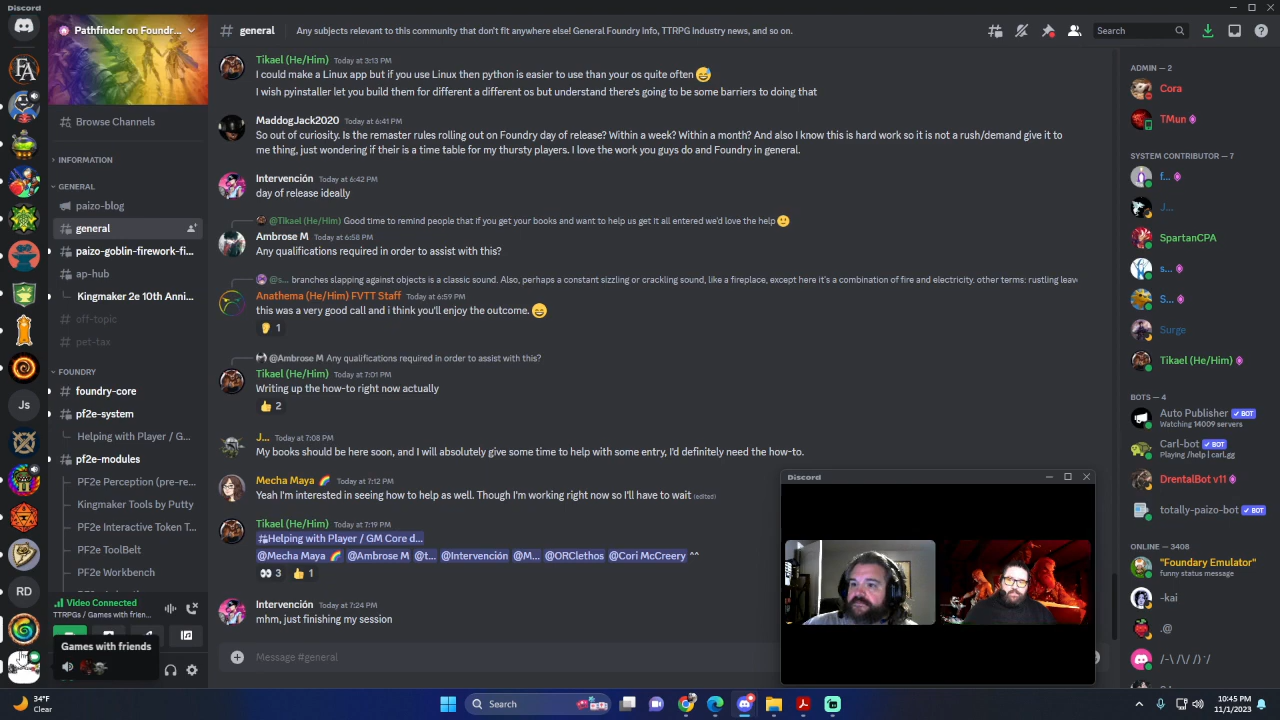 Discord
Pathfinder on Foundr...
general
Any subjects relevant to this community that don't fit anywhere else! General Foundry info, TTRPG industry news, and so on.
Search
Browse Channels
INFORMATION
GENERAL
paizo-blog
general
paizo-goblin-firework-fi...
ap-hub
Kingmaker 2e 10th Anni...
off-topic
pet-tax
FOUNDRY
foundry-core
pf2e-system
Helping with Player / G...
pf2e-modules
PF2e Perception (pre-re...
Kingmaker Tools by Putty
PF2e Interactive Token T...
PF2e ToolBelt
PF2e Workbench
Video Connected
TTRPGs / Games with frien...
Games with friends
FA
Js
RD
Tikael (He/Him) Today at 3:13 PM
I could make a Linux app but if you use Linux then python is easier to use than your os quite often 😅
I wish pyinstaller let you build them for different a different os but understand there's going to be some barriers to doing that
MaddogJack2020 Today at 6:41 PM
So out of curiosity. Is the remaster rules rolling out on Foundry day of release? Within a week? Within a month? And also I know this is hard work so it is not a rush/demand give it to
me thing, just wondering if their is a time table for my thursty players. I love the work you guys do and Foundry in general.
Intervención Today at 6:42 PM
day of release ideally
@Tikael (He/Him) Good time to remind people that if you get your books and want to help us get it all entered we'd love the help 🙂
Ambrose M Today at 6:58 PM
Any qualifications required in order to assist with this?
@s... branches slapping against objects is a classic sound. Also, perhaps a constant sizzling or crackling sound, like a fireplace, except here it's a combination of fire and electricity. other terms: rustling leav
Anathema (He/Him) FVTT Staff Today at 6:59 PM
this was a very good call and i think you'll enjoy the outcome. 😄
1
@Ambrose M Any qualifications required in order to assist with this?
Tikael (He/Him) Today at 7:01 PM
Writing up the how-to right now actually
👍 2
J... Today at 7:08 PM
My books should be here soon, and I will absolutely give some time to help with some entry, I'd definitely need the how-to.
Mecha Maya 🌈 Today at 7:12 PM
Yeah I'm interested in seeing how to help as well. Though I'm working right now so I'll have to wait (edited)
Tikael (He/Him) Today at 7:19 PM
Helping with Player / GM Core d...
@Mecha Maya 🌈 @Ambrose M @t... @Intervención @M... @ORClethos @Cori McCreery ^^
👀 3 👍 1
Intervención Today at 7:24 PM
mhm, just finishing my session
Message #general
Discord
ADMIN — 2
Cora
TMun
SYSTEM CONTRIBUTOR — 7
f...
J...
SpartanCPA
s...
S...
Surge
Tikael (He/Him)
BOTS — 4
Auto Publisher ✓ BOT
Watching 14009 servers
Carl-bot ✓ BOT
Playing /help | carl.gg
DrentalBot v11
totally-paizo-bot ✓ BOT
ONLINE — 3408
"Foundary Emulator"
funny status message
-kai
.@
/-\ /\/ /)`/
34°F
Clear
Search
10:45 PM
11/1/2023